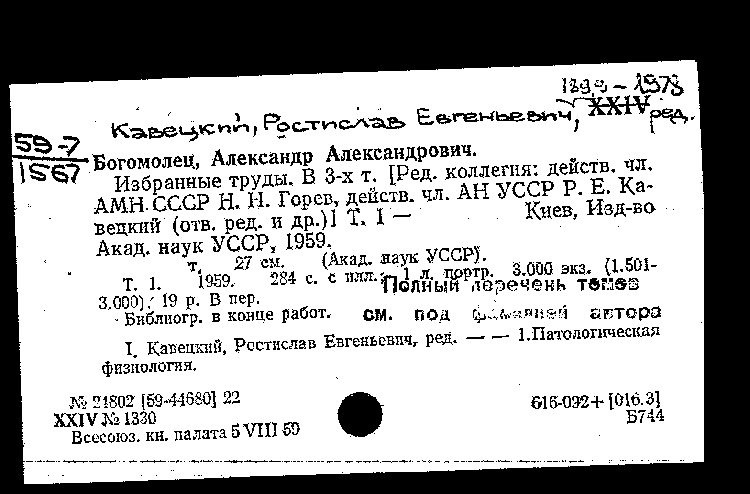 1899-1973
Кавецкий, Ростислав Евгеньевич, XXIV ред.
59-7
1567
Богомолец, Александр Александрович.
Избранные труды. В 3-х т. [Ред. коллегия: действ. чл.
АМН СССР Н. Н. Горев, действ. чл. АН УССР Р. Е. Ка-
вецкий (отв. ред. и др.)] Т. 1 — Киев, Изд-во
Акад. наук УССР, 1959.
т. 27 см. (Акад. наук УССР).
Т. 1. 1959. 284 с. с илл.; 1 л. портр. 3.000 экз. (1.501-
3.000). 19 р. В пер.
Полный перечень томов
Библиогр. в конце работ. см. под фамилией автора
I. Кавецкий, Ростислав Евгеньевич, ред. — — 1.Патологическая
физиология.
№ 21802 [59-44680] 22
XXIV № 1330
Всесоюз. кн. палата 5 VIII 59
616-092+[016.3]
Б744